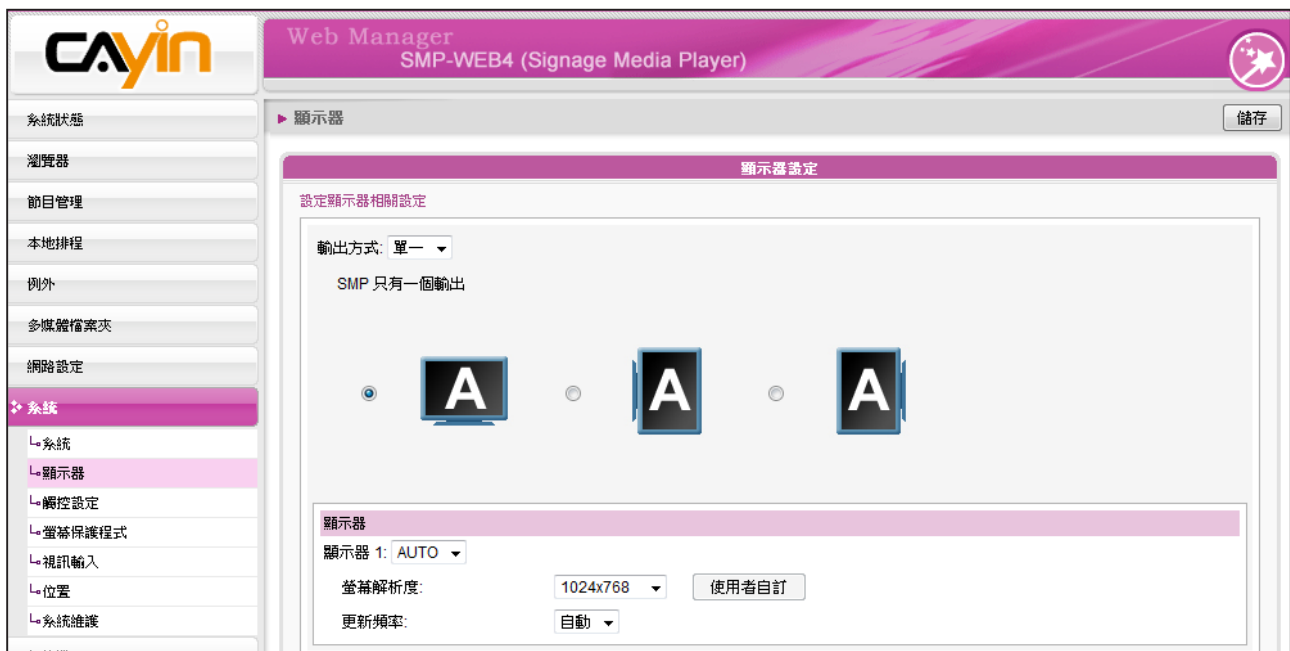 CAYIN
Web Manager
SMP-WEB4 (Signage Media Player)
系統狀態
瀏覽器
節目管理
本地排程
例外
多媒體檔案夾
網路設定
系統
系統
顯示器
觸控設定
螢幕保護程式
視訊輸入
位置
系統維護
顯示器
儲存
顯示器設定
設定顯示器相關設定
輸出方式: 單一
SMP 只有一個輸出
A
A
A
顯示器
顯示器 1: AUTO
螢幕解析度: 1024x768 使用者自訂
更新頻率: 自動